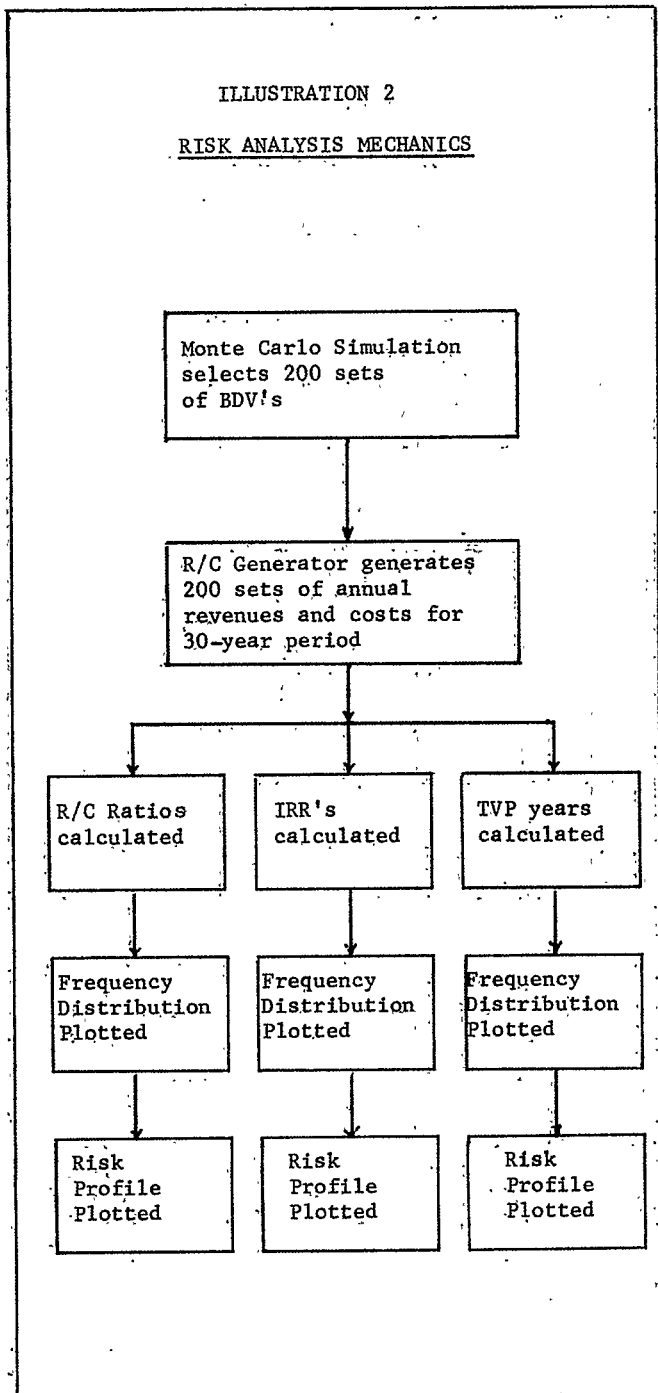 ILLUSTRATION 2
RISK ANALYSIS MECHANICS
Monte Carlo Simulation
selects 200 sets
of BDV's
R/C Generator generates
200 sets of annual
revenues and costs for
30-year period
R/C Ratios
calculated
IRR's
calculated
TVP years
calculated
Frequency
Distribution
Plotted
Frequency
Distribution
Plotted
Frequency
Distribution
Plotted
Risk
Profile
Plotted
Risk
Profile
Plotted
Risk
Profile
Plotted